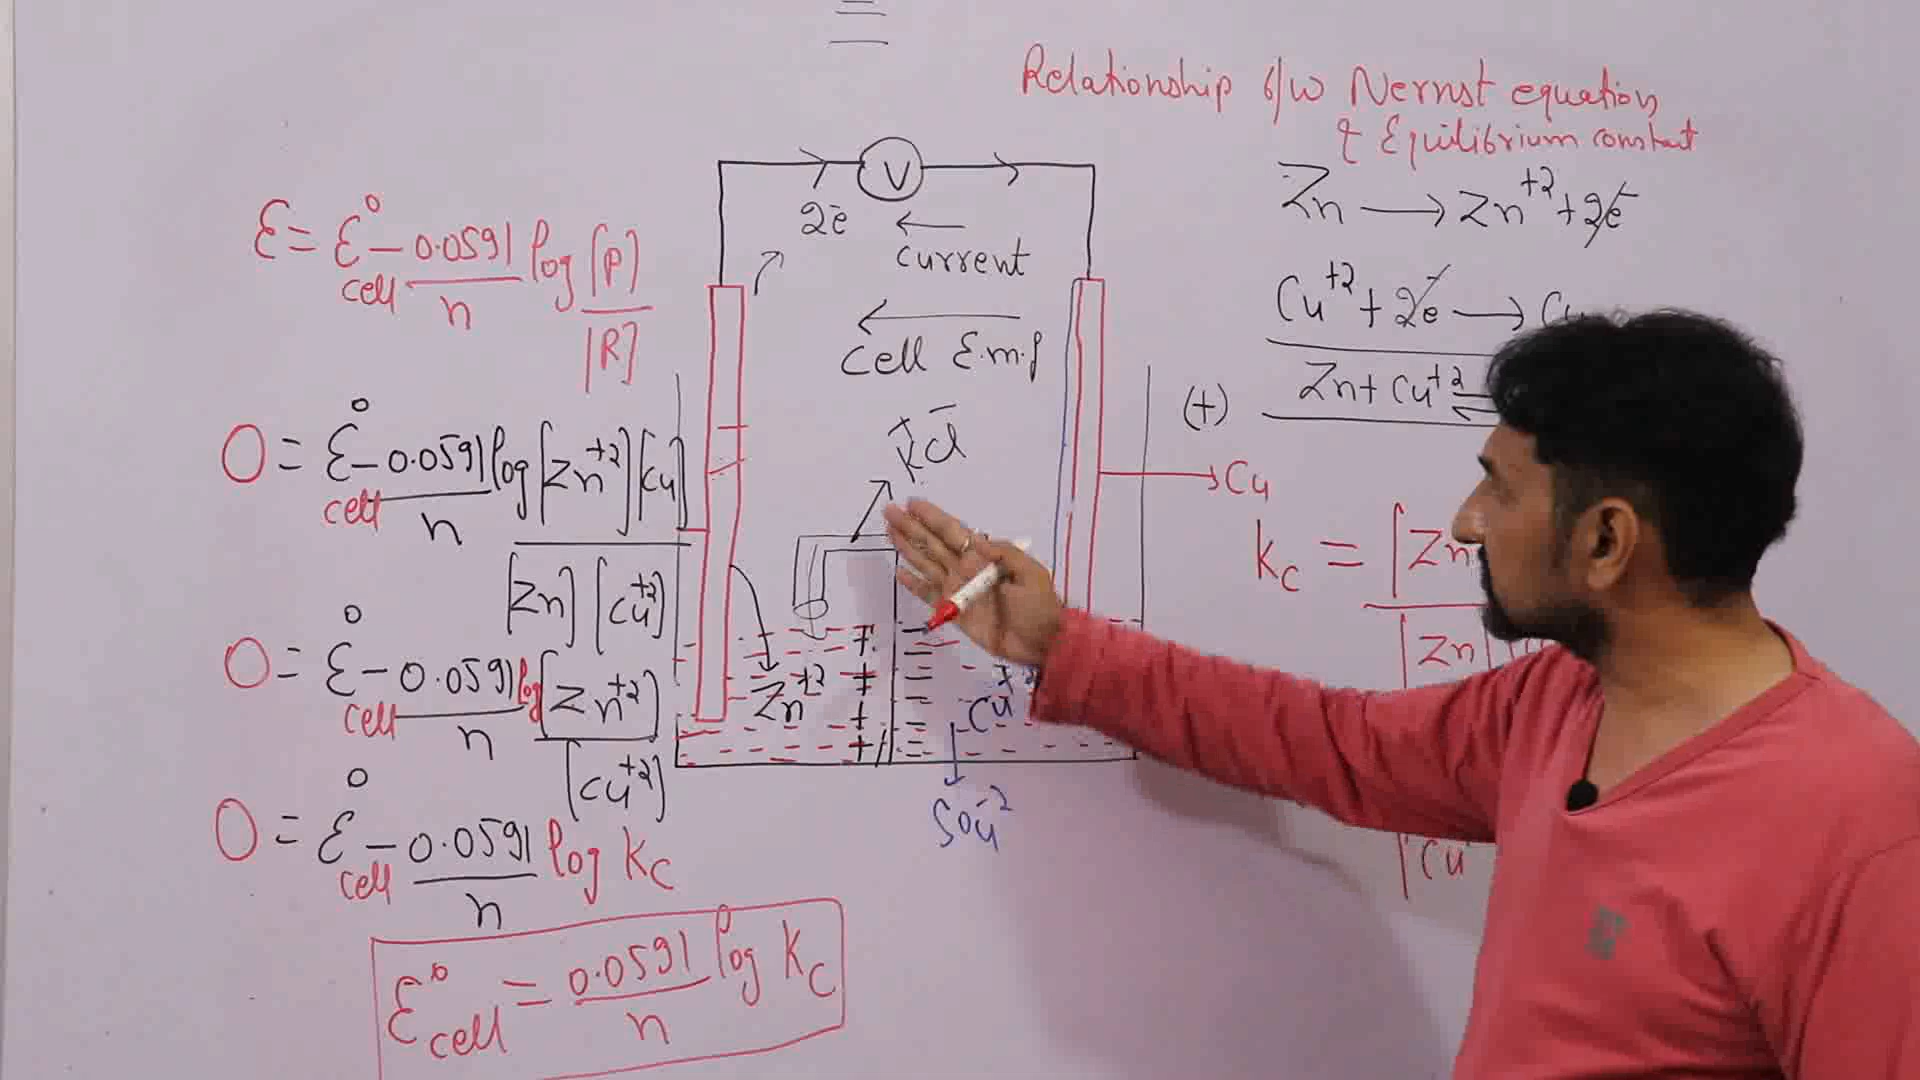 Relationship b/w Nernst equation
& Equilibrium constant
Zn ⟶ Zn⁺² + 2e⁻
Cu⁺² + 2e⁻ ⟶ Cu
Zn + Cu⁺² ⇌
(+)
Cu
Kc = [Zn
[Zn]
Cu
V
2e⁻
current
Cell E.m.f
K⁺Cl⁻
Zn⁺²
+ + + +
Cu⁺²
SO₄⁻²
E = E°cell - 0.0591/n log [P]/[R]
0 = E°cell - 0.0591/n log [Zn⁺²][Cu]/[Zn][Cu⁺²]
0 = E°cell - 0.0591/n log [Zn⁺²]/[Cu⁺²]
0 = E°cell - 0.0591/n log Kc
E°cell = 0.0591/n log Kc